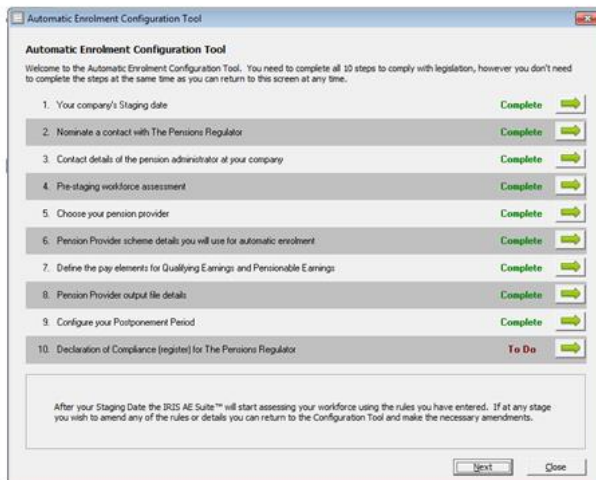 Automatic Enrolment Configuration Tool
Automatic Enrolment Configuration Tool
Welcome to the Automatic Enrolment Configuration Tool. You need to complete all 10 steps to comply with legislation, however you don't need
to complete the steps at the same time as you can return to this screen at any time.
1. Your company's Staging date Complete
2. Nominate a contact with The Pensions Regulator Complete
3. Contact details of the pension administrator at your company Complete
4. Pre-staging workforce assessment Complete
5. Choose your pension provider Complete
6. Pension Provider scheme details you will use for automatic enrolment Complete
7. Define the pay elements for Qualifying Earnings and Pensionable Earnings Complete
8. Pension Provider output file details Complete
9. Configure your Postponement Period Complete
10. Declaration of Compliance (register) for The Pensions Regulator To Do
After your Staging Date the IRIS AE Suite™ will start assessing your workforce using the rules you have entered. If at any stage
you wish to amend any of the rules or details you can return to the Configuration Tool and make the necessary amendments.
Next Close